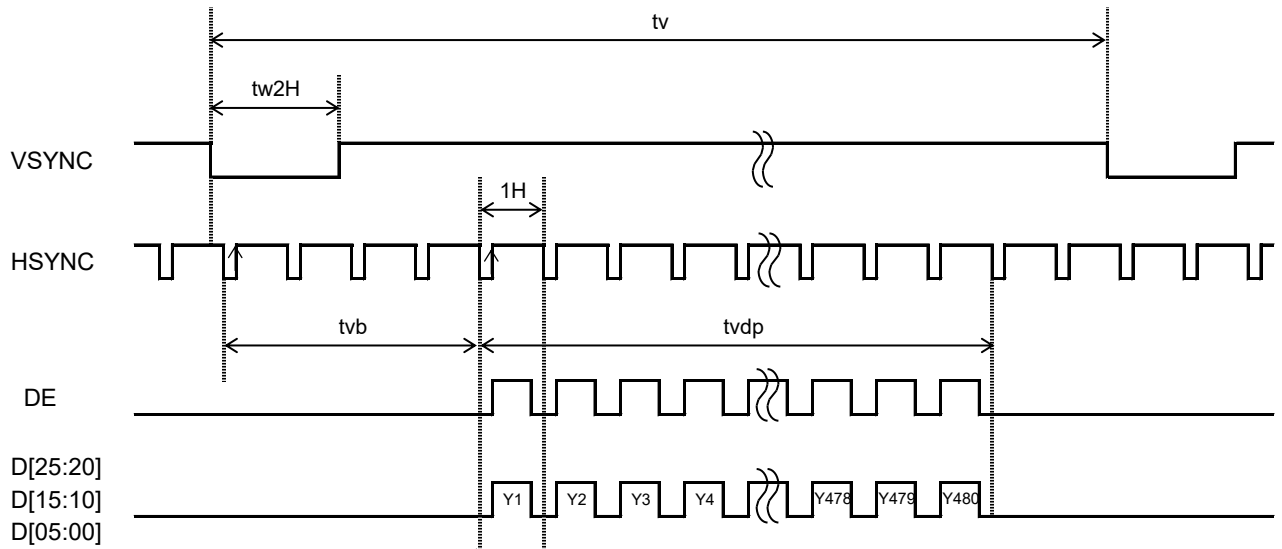 tv
tw2H
VSYNC
1H
HSYNC
tvb
tvdp
DE
D[25:20]
D[15:10]
D[05:00]
Y1 Y2 Y3 Y4 Y478 Y479 Y480